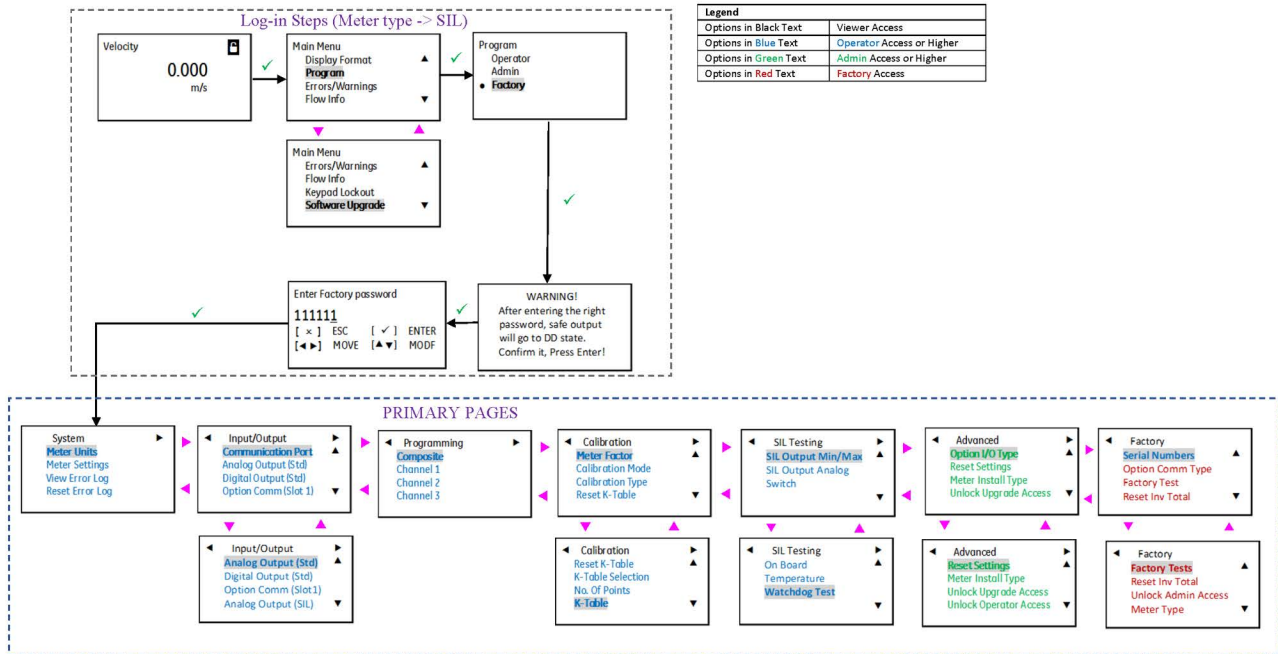 Log-in Steps (Meter type -> SIL)
Velocity
0.000
m/s
Main Menu
Display Format
Program
Errors/Warnings
Flow Info
Program
Operator
Admin
Factory
Main Menu
Errors/Warnings
Flow Info
Keypad Lockout
Software Upgrade
Legend
Options in Black Text Viewer Access
Options in Blue Text Operator Access or Higher
Options in Green Text Admin Access or Higher
Options in Red Text Factory Access
Enter Factory password
111111
[ × ] ESC [ ✓ ] ENTER
[◄ ►] MOVE [▲▼] MODF
WARNING!
After entering the right
password, safe output
will go to DD state.
Confirm it, Press Enter!
PRIMARY PAGES
System
Meter Units
Meter Settings
View Error Log
Reset Error Log
Input/Output
Communication Port
Analog Output (Std)
Digital Output (Std)
Option Comm (Slot 1)
Programming
Composite
Channel 1
Channel 2
Channel 3
Calibration
Meter Factor
Calibration Mode
Calibration Type
Reset K-Table
SIL Testing
SIL Output Min/Max
SIL Output Analog
Switch
Advanced
Option I/O Type
Reset Settings
Meter Install Type
Unlock Upgrade Access
Factory
Serial Numbers
Option Comm Type
Factory Test
Reset Inv Total
Input/Output
Analog Output (Std)
Digital Output (Std)
Option Comm (Slot1)
Analog Output (SIL)
Calibration
Reset K-Table
K-Table Selection
No. Of Points
K-Table
SIL Testing
On Board
Temperature
Watchdog Test
Advanced
Reset Settings
Meter Install Type
Unlock Upgrade Access
Unlock Operator Access
Factory
Factory Tests
Reset Inv Total
Unlock Admin Access
Meter Type